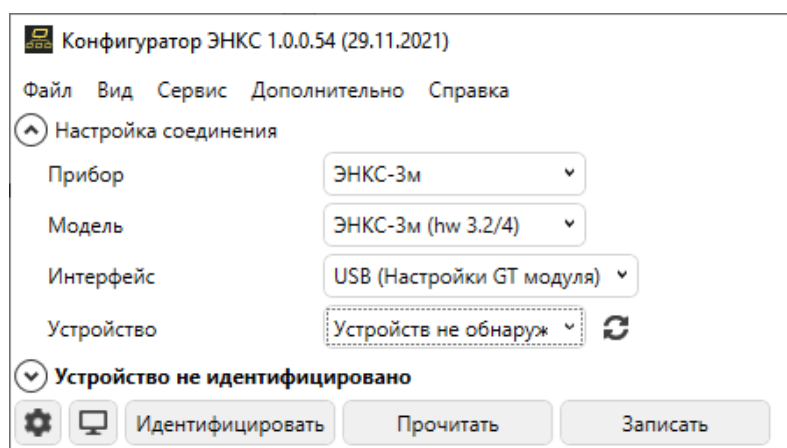 Конфигуратор ЭНКС 1.0.0.54 (29.11.2021)
Файл Вид Сервис Дополнительно Справка
Настройка соединения
Прибор ЭНКС-3м
Модель ЭНКС-3м (hw 3.2/4)
Интерфейс USB (Настройки GT модуля)
Устройство Устройств не обнаруж
Устройство не идентифицировано
Идентифицировать Прочитать Записать